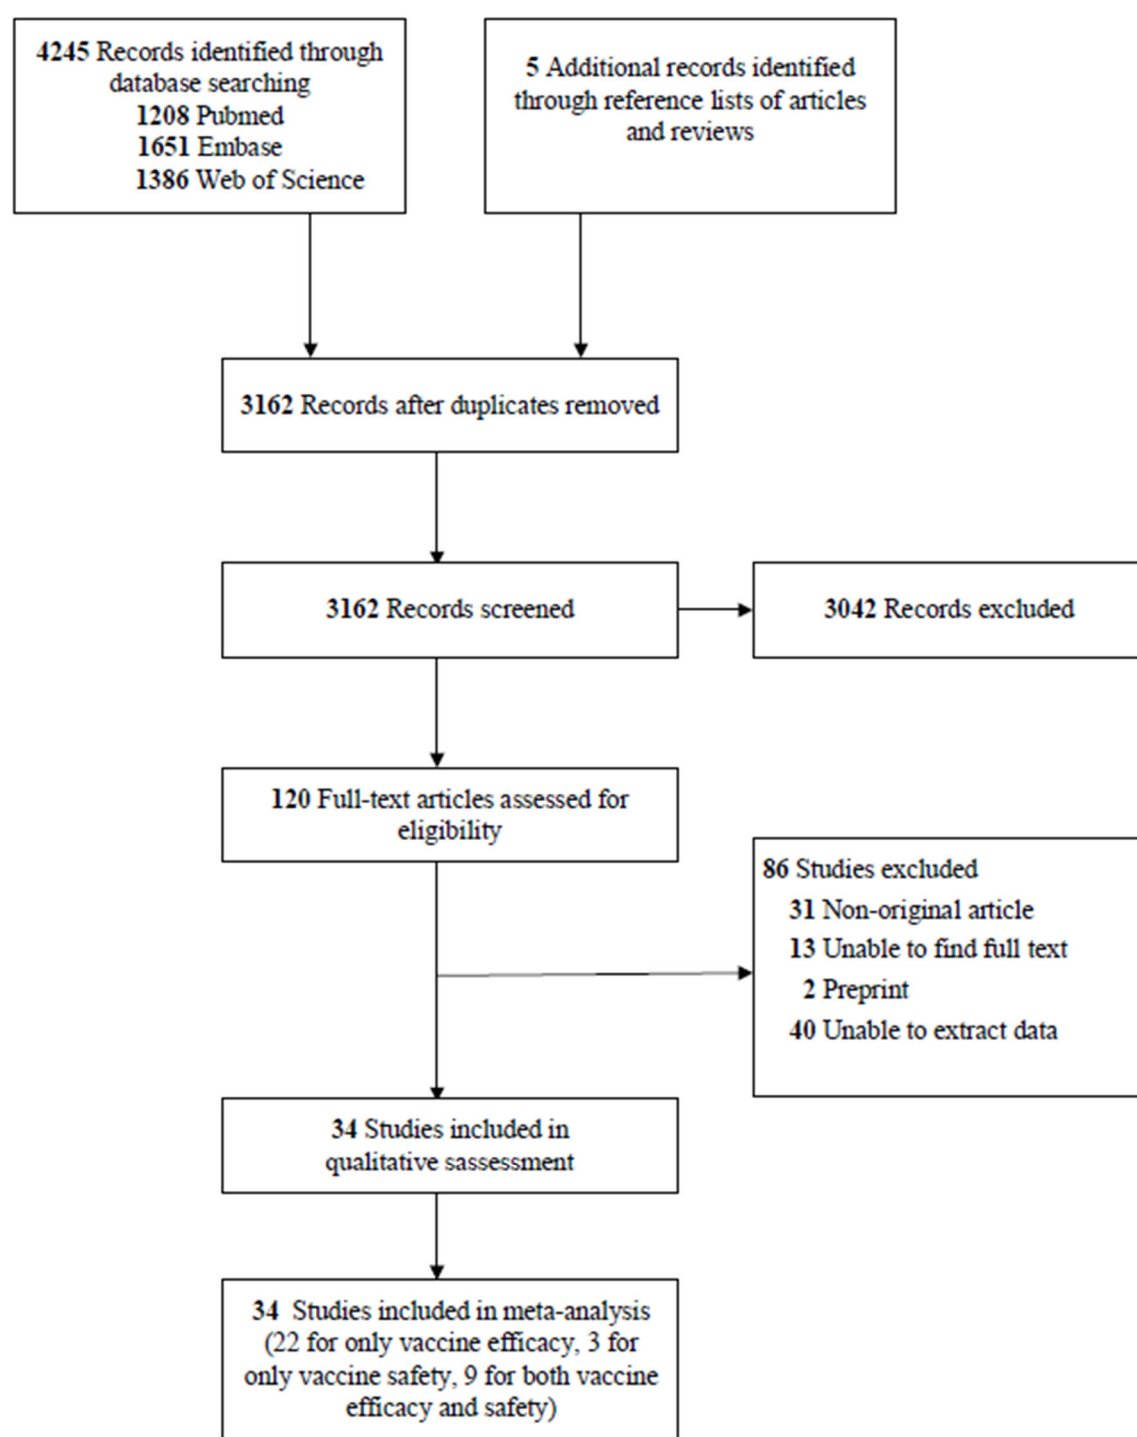 4245 Records identified through
database searching
1208 Pubmed
1651 Embase
1386 Web of Science
5 Additional records identified
through reference lists of articles
and reviews
3162 Records after duplicates removed
3162 Records screened
3042 Records excluded
120 Full-text articles assessed for
eligibility
86 Studies excluded
31 Non-original article
13 Unable to find full text
2 Preprint
40 Unable to extract data
34 Studies included in
qualitative sassessment
34 Studies included in meta-analysis
(22 for only vaccine efficacy, 3 for
only vaccine safety, 9 for both vaccine
efficacy and safety)